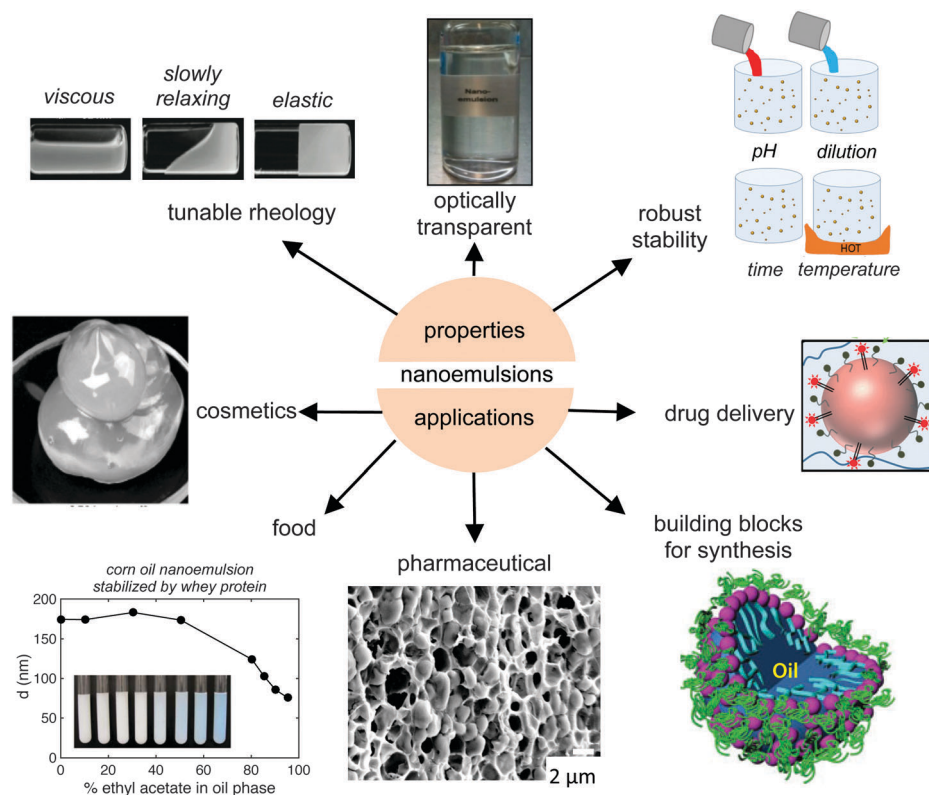 viscous
slowly
relaxing
elastic
tunable rheology
Nano-
emulsion
optically
transparent
robust
stability
pH
dilution
time
HOT
temperature
properties
nanoemulsions
applications
cosmetics
drug delivery
food
pharmaceutical
building blocks
for synthesis
corn oil nanoemulsion
stabilized by whey protein
200
150
100
50
0
d (nm)
0 20 40 60 80 100
% ethyl acetate in oil phase
2 μm
Oil